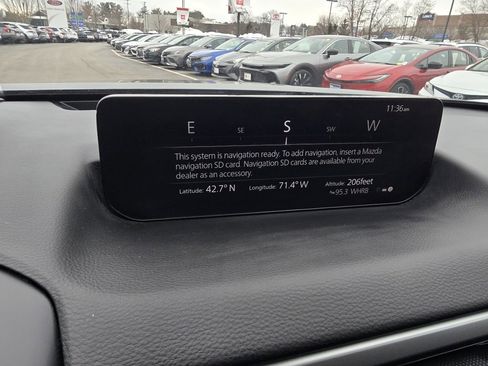 11:36am
E SE S SW W
This system is navigation ready. To add navigation, insert a Mazda
navigation SD card. Navigation SD cards are available from your
dealer as an accessory.
Latitude: 42.7° N Longitude: 71.4° W Altitude: 206feet
95.3 WHRB